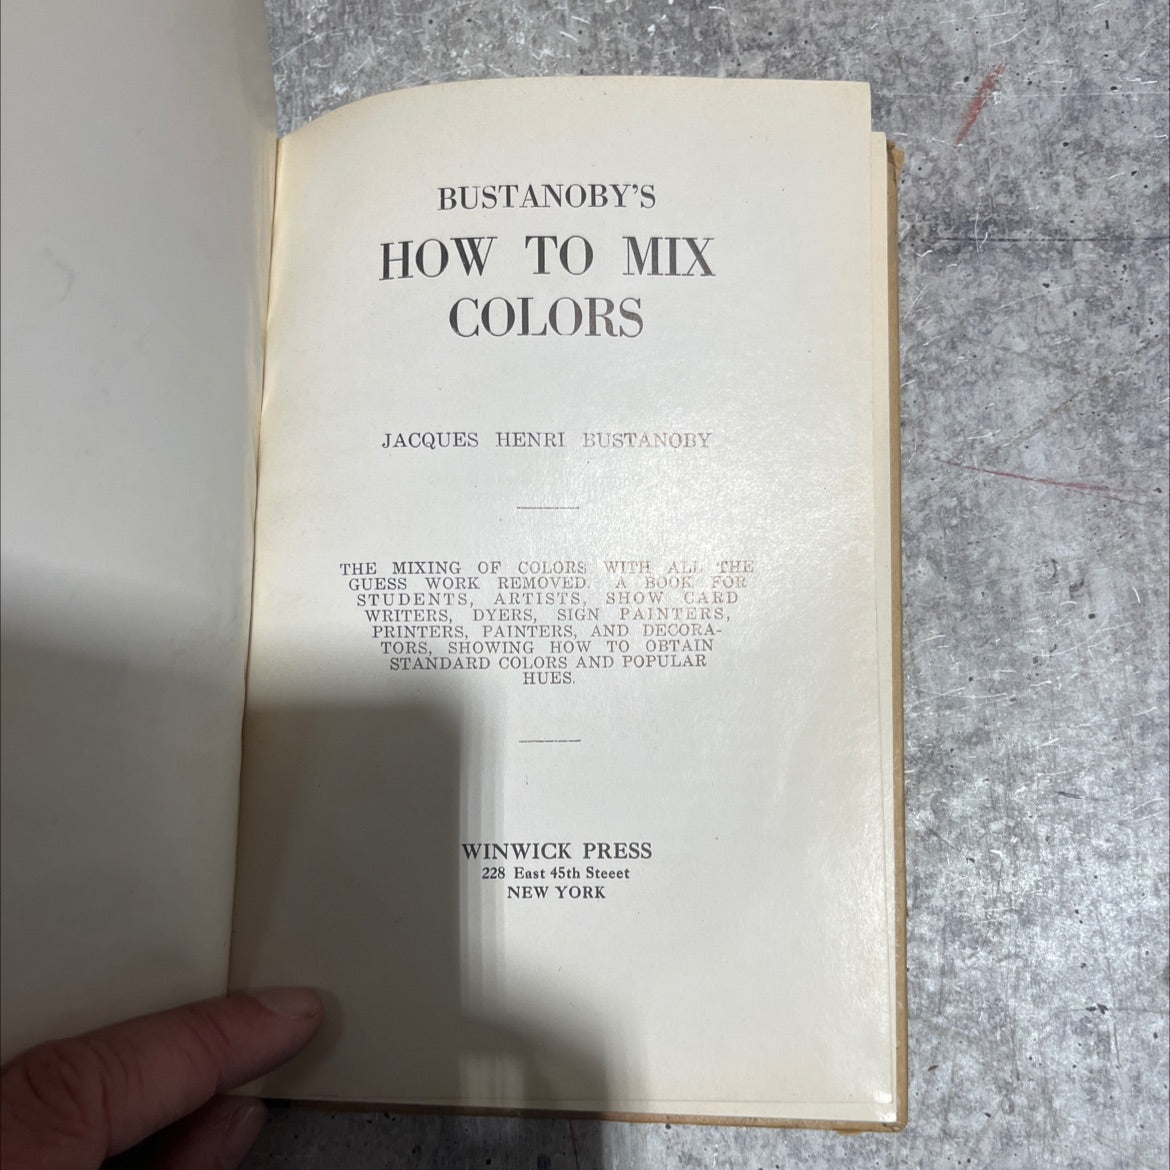 BUSTANOBY'S
HOW TO MIX
COLORS
JACQUES HENRI BUSTANOBY
THE MIXING OF COLORS WITH ALL THE
GUESS WORK REMOVED. A BOOK FOR
STUDENTS, ARTISTS, SHOW CARD
WRITERS, DYERS, SIGN PAINTERS,
PRINTERS, PAINTERS, AND DECORA-
TORS, SHOWING HOW TO OBTAIN
STANDARD COLORS AND POPULAR
HUES.
WINWICK PRESS
228 East 45th Steeet
NEW YORK